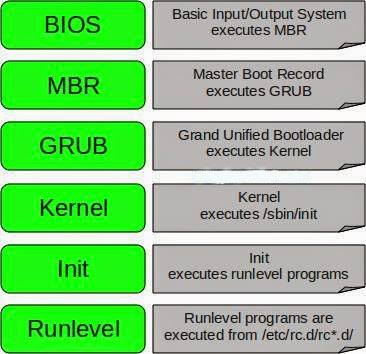 BIOS
Basic Input/Output System
executes MBR
MBR
Master Boot Record
executes GRUB
GRUB
Grand Unified Bootloader
executes Kernel
Kernel
Kernel
executes /sbin/init
Init
Init
executes runlevel programs
Runlevel
Runlevel programs are
executed from /etc/rc.d/rc*.d/